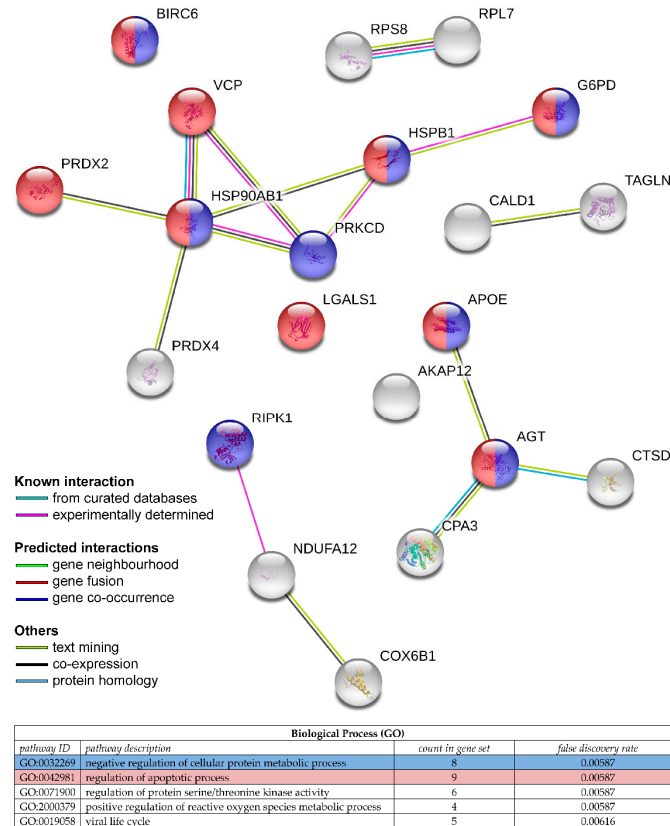 BIRC6
RPS8
RPL7
VCP
G6PD
HSPB1
PRDX2
HSP90AB1
PRKCD
CALD1
TAGLN
LGALS1
APOE
PRDX4
AKAP12
RIPK1
AGT
CTSD
CPA3
NDUFA12
COX6B1
Known interaction
from curated databases
experimentally determined
Predicted interactions
gene neighbourhood
gene fusion
gene co-occurrence
Others
text mining
co-expression
protein homology
Biological Process (GO)
pathway ID pathway description count in gene set false discovery rate
GO:0032269 negative regulation of cellular protein metabolic process 8 0.00587
GO:0042981 regulation of apoptotic process 9 0.00587
GO:0071900 regulation of protein serine/threonine kinase activity 6 0.00587
GO:2000379 positive regulation of reactive oxygen species metabolic process 4 0.00587
GO:0019058 viral life cycle 5 0.00616